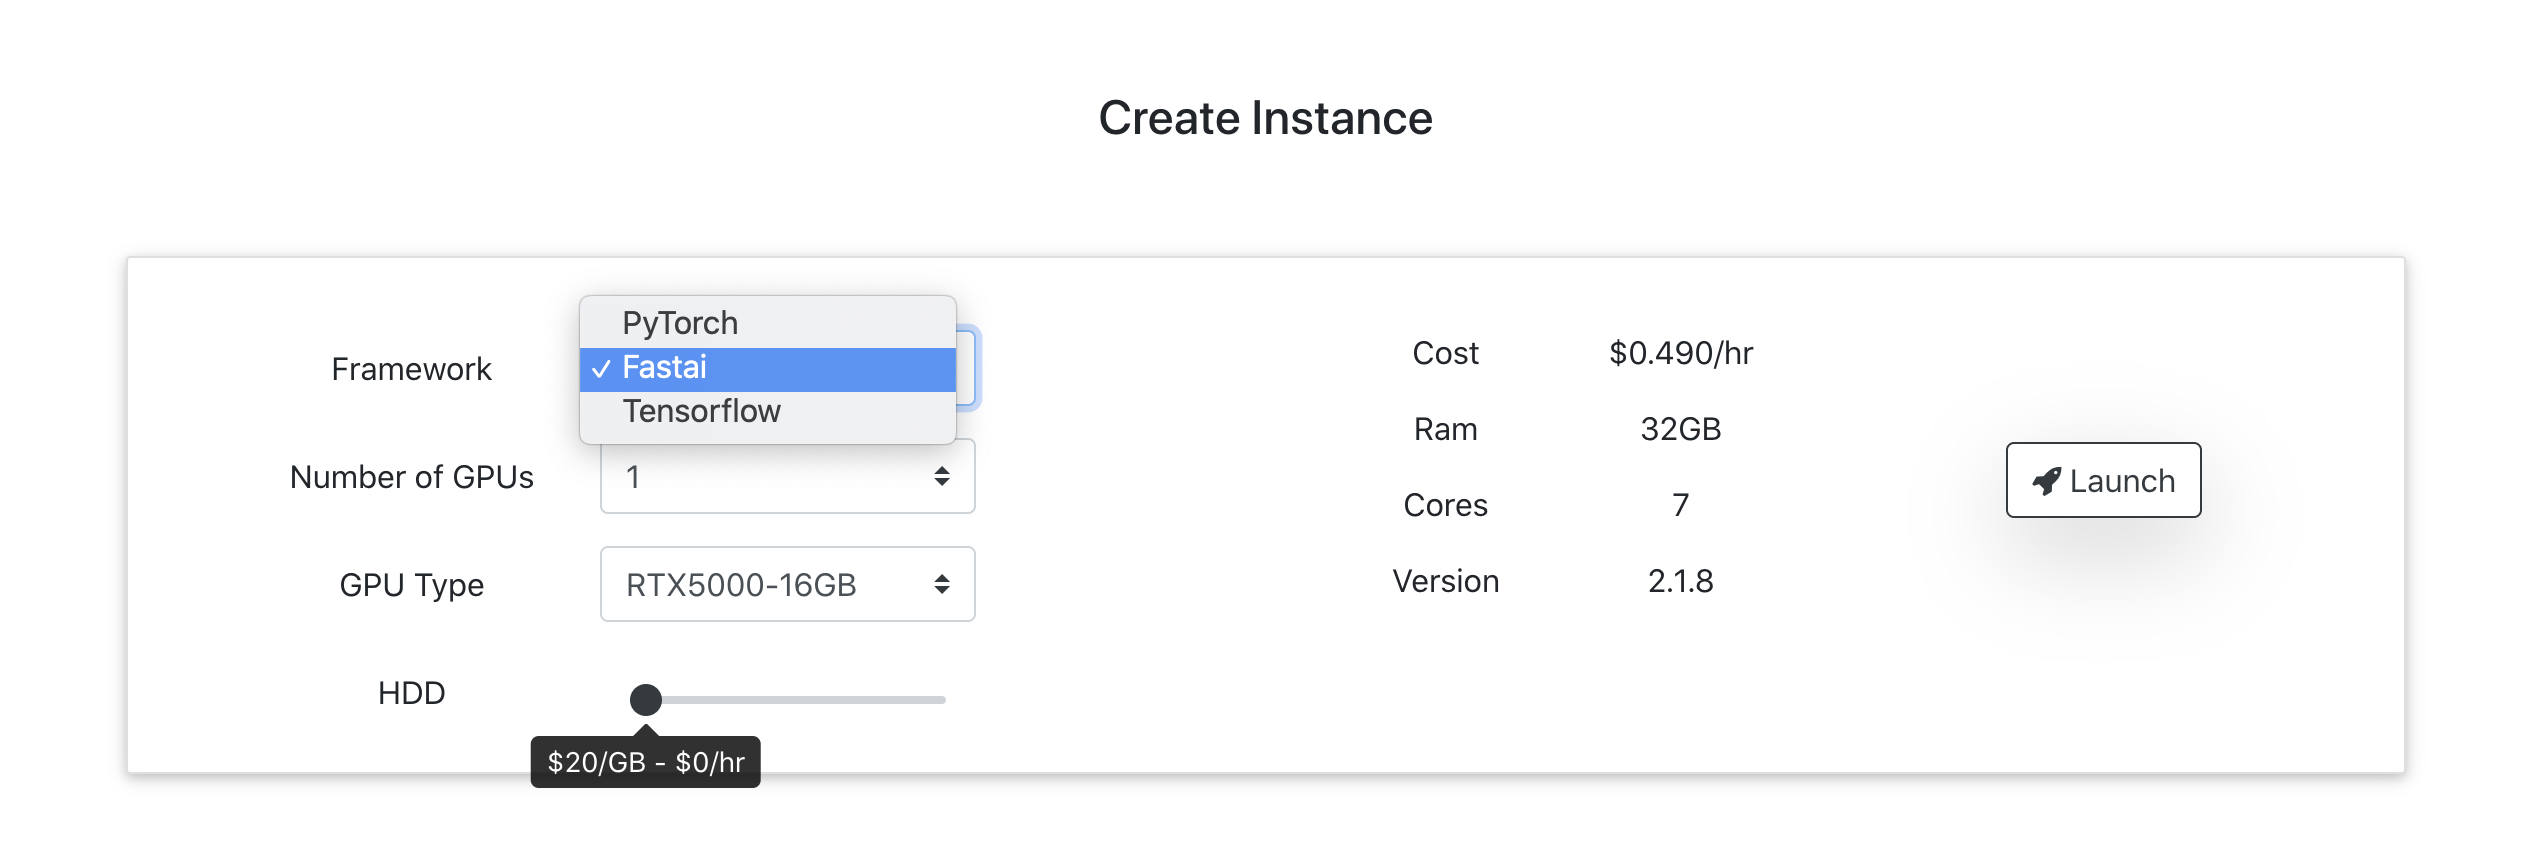 Create Instance
Framework
PyTorch
✓ Fastai
Tensorflow
Number of GPUs
1
GPU Type
RTX5000-16GB
HDD
$20/GB - $0/hr
Cost $0.490/hr
Ram 32GB
Cores 7
Version 2.1.8
Launch